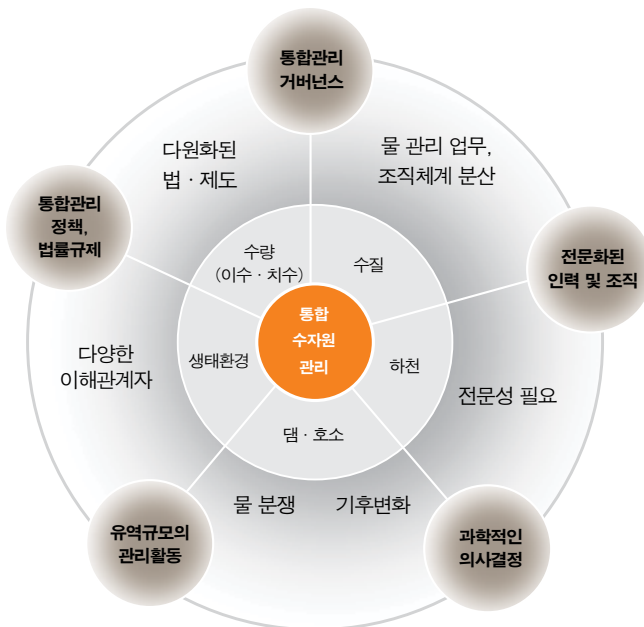 통합관리
거버넌스
다원화된
법 · 제도
물 관리 업무,
조직체계 분산
통합관리
정책,
법률규제
전문화된
인력 및 조직
수량
(이수 · 치수)
수질
통합
수자원
관리
생태환경
하천
댐 · 호소
다양한
이해관계자
전문성 필요
물 분쟁
기후변화
유역규모의
관리활동
과학적인
의사결정